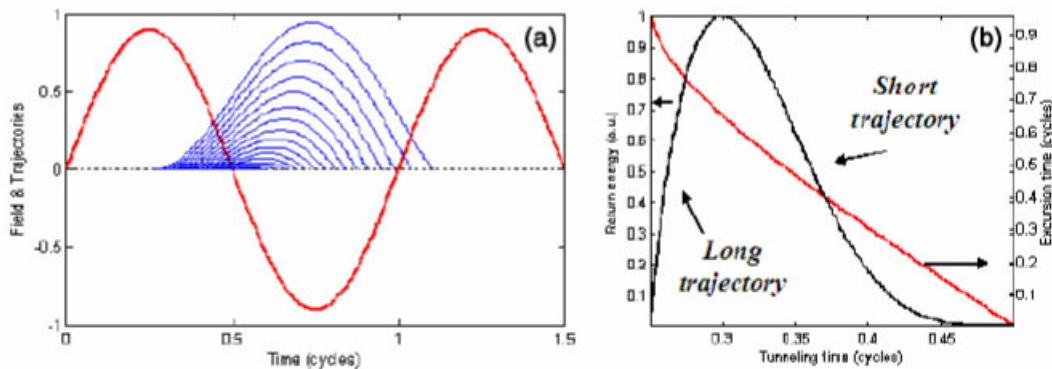 (a)
1
0.5
0
-0.5
-1
Field & Trajectories
0
0.5
1
1.5
Time (cycles)
(b)
1
0.9
0.8
0.7
0.6
0.5
0.4
0.3
0.2
0.1
Return energy (a.u.)
0.9
0.8
0.7
0.6
0.5
0.4
0.3
0.2
0.1
Excursion time (cycles)
Short
trajectory
Long
trajectory
0.3
0.35
0.4
0.45
Tunneling time (cycles)